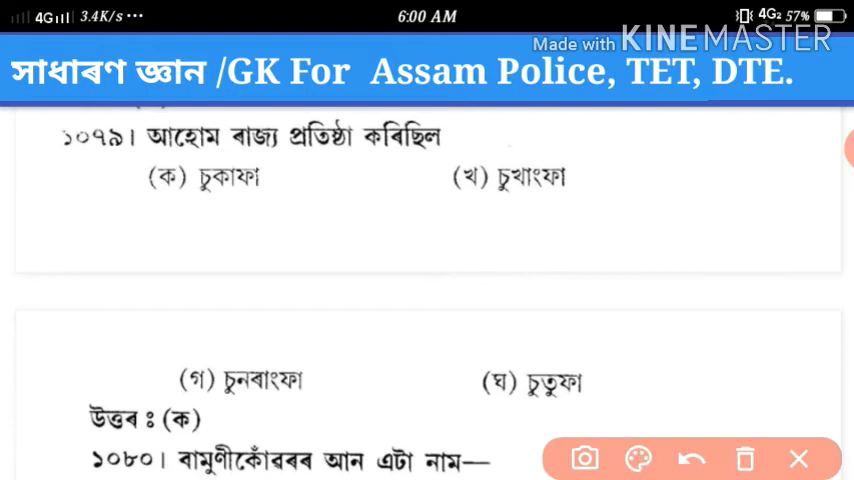 4G 3.4K/s ••• 6:00 AM 4G2 57%
Made with KINEMASTER
সাধাৰণ জ্ঞান /GK For Assam Police, TET, DTE.
১০৭৯। আহোম ৰাজ্য প্ৰতিষ্ঠা কৰিছিল
(ক) চুকাফা (খ) চুখাংফা
(গ) চুনৰাংফা (ঘ) চুতুফা
উত্তৰ ঃ (ক)
১০৮০। বামুণীকোঁৱৰৰ আন এটা নাম—